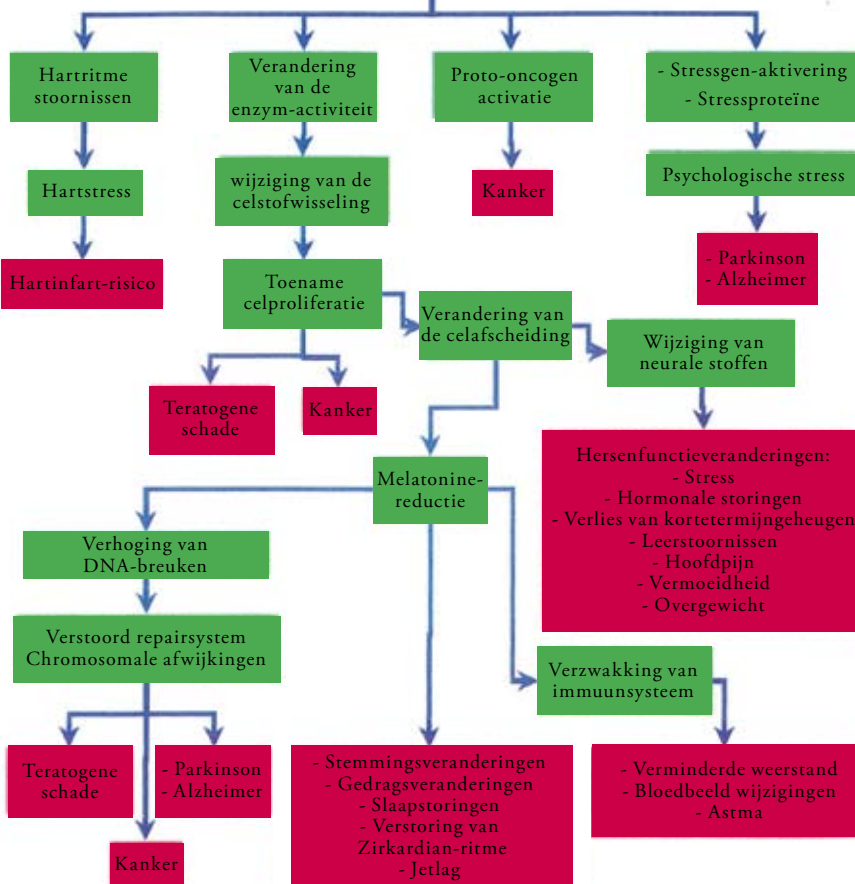 Hartritme
stoornissen
Verandering
van de
enzym-activiteit
Proto-oncogen
activatie
- Stressgen-aktivering
- Stressproteïne
Hartstress
wijziging van de
celstofwisseling
Kanker
Psychologische stress
Hartinfart-risico
Toename
celproliferatie
- Parkinson
- Alzheimer
Verandering van
de celafscheiding
Wijziging van
neurale stoffen
Teratogene
schade
Kanker
Hersenfunctieveranderingen:
- Stress
- Hormonale storingen
- Verlies van kortetermijngeheugen
- Leerstoornissen
- Hoofdpijn
- Vermoeidheid
- Overgewicht
Melatonine-
reductie
Verhoging van
DNA-breuken
Verstoord repairsystem
Chromosomale afwijkingen
Verzwakking van
immuunsysteem
Teratogene
schade
- Parkinson
- Alzheimer
Kanker
- Stemmingsveranderingen
- Gedragsveranderingen
- Slaapstoringen
- Verstoring van
Zirkardian-ritme
- Jetlag
- Verminderde weerstand
- Bloedbeeld wijzigingen
- Astma